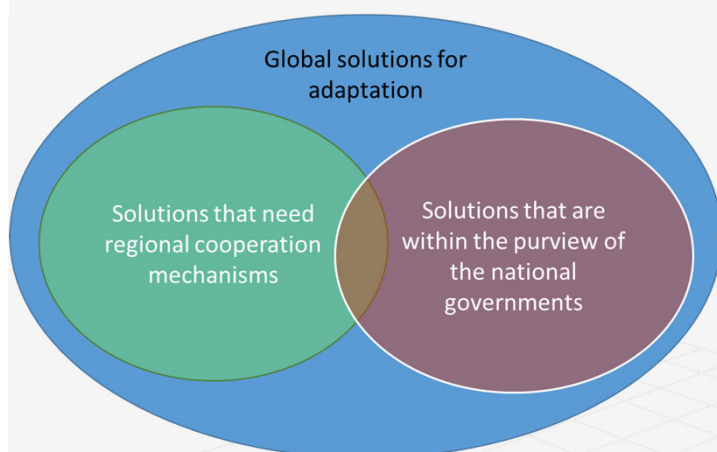 Global solutions for
adaptation
Solutions that need
regional cooperation
mechanisms
Solutions that are
within the purview of
the national
governments